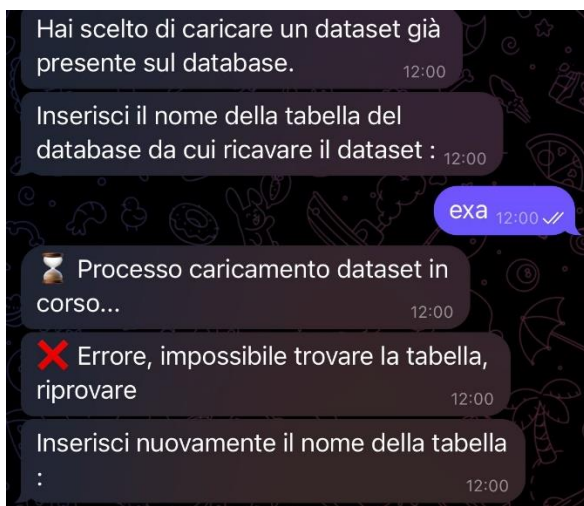 Hai scelto di caricare un dataset già
presente sul database. 12:00
Inserisci il nome della tabella del
database da cui ricavare il dataset : 12:00
exa 12:00
⏳ Processo caricamento dataset in
corso... 12:00
❌ Errore, impossibile trovare la tabella,
riprovare 12:00
Inserisci nuovamente il nome della tabella
: 12:00